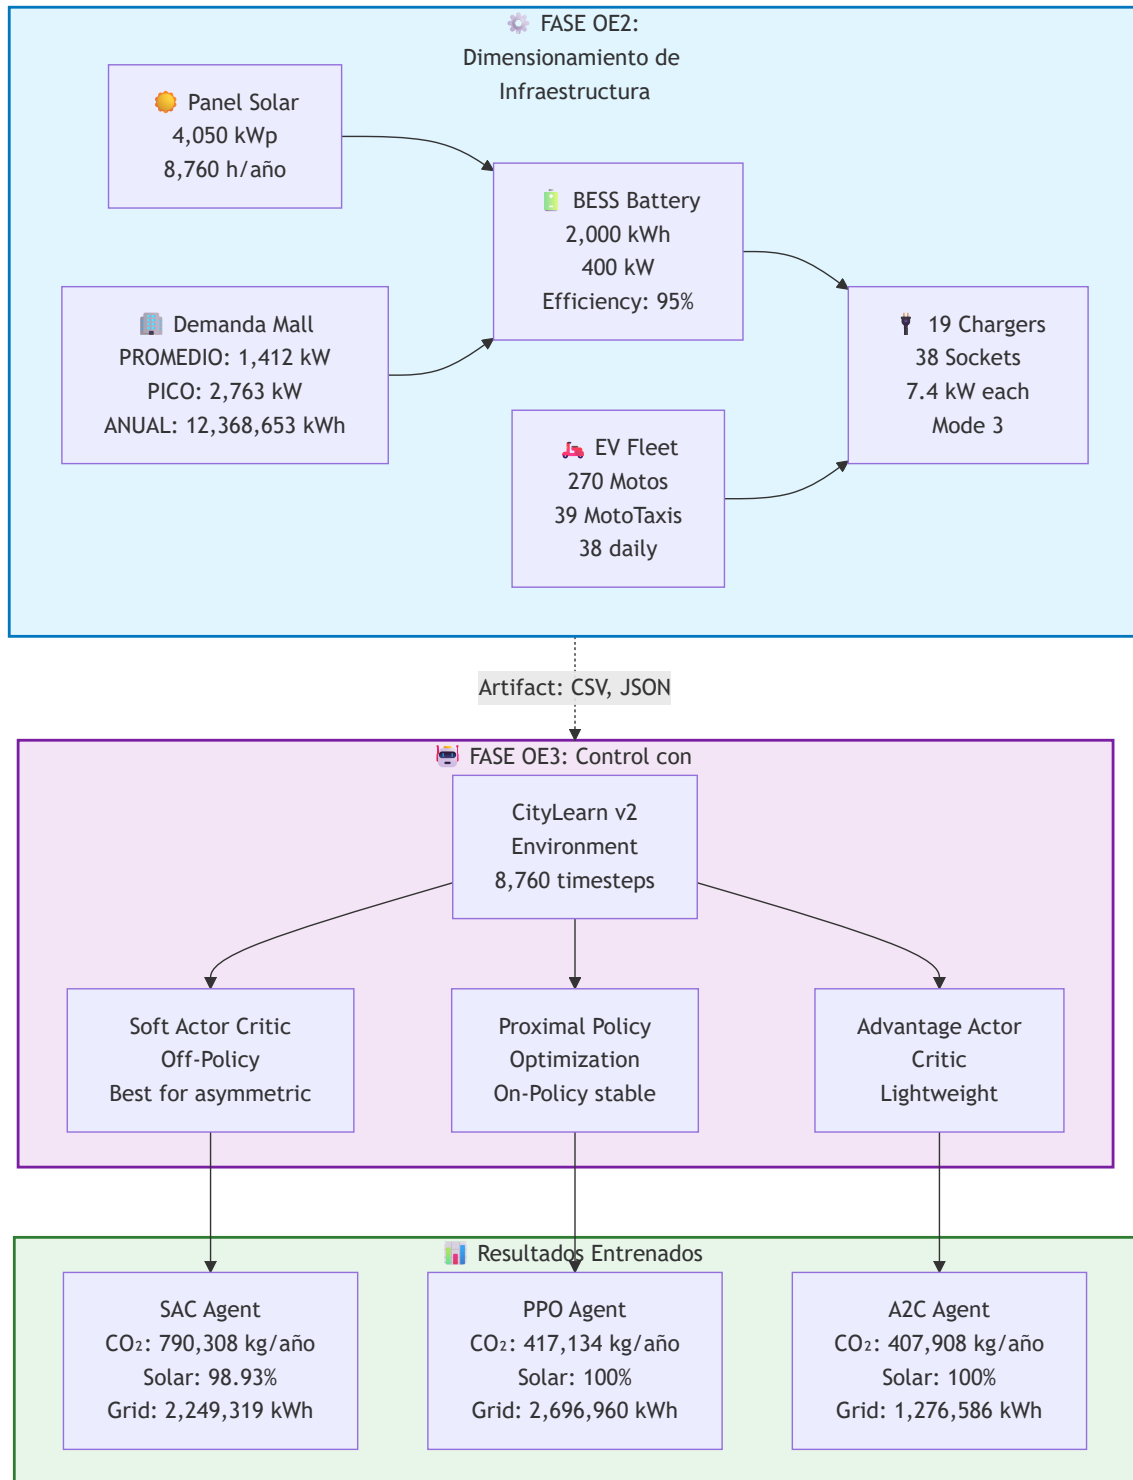 FASE OE2:
Dimensionamiento de
Infraestructura
Panel Solar
4,050 kWp
8,760 h/año
BESS Battery
2,000 kWh
400 kW
Efficiency: 95%
Demanda Mall
PROMEDIO: 1,412 kW
PICO: 2,763 kW
ANUAL: 12,368,653 kWh
19 Chargers
38 Sockets
7.4 kW each
Mode 3
EV Fleet
270 Motos
39 MotoTaxis
38 daily
Artifact: CSV, JSON
FASE OE3: Control con
CityLearn v2
Environment
8,760 timesteps
Soft Actor Critic
Off-Policy
Best for asymmetric
Proximal Policy
Optimization
On-Policy stable
Advantage Actor
Critic
Lightweight
Resultados Entrenados
SAC Agent
CO₂: 790,308 kg/año
Solar: 98.93%
Grid: 2,249,319 kWh
PPO Agent
CO₂: 417,134 kg/año
Solar: 100%
Grid: 2,696,960 kWh
A2C Agent
CO₂: 407,908 kg/año
Solar: 100%
Grid: 1,276,586 kWh